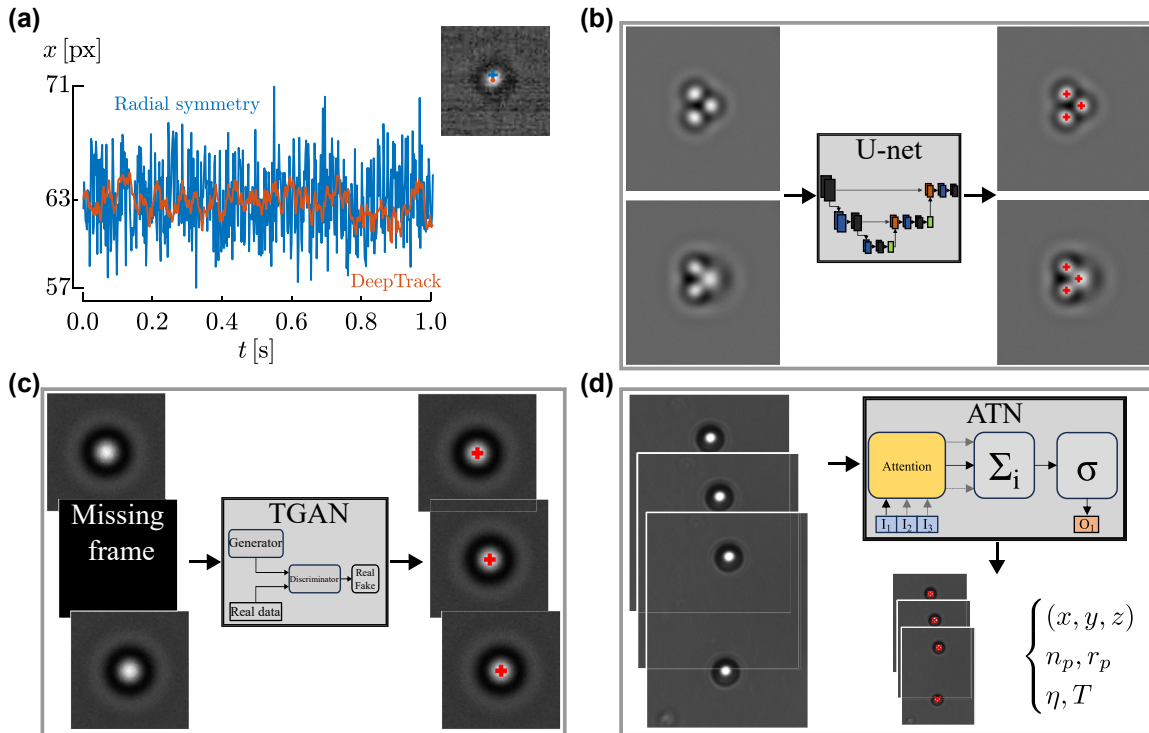 (a)
x [px]
71
63
57
Radial symmetry
DeepTrack
0.0 0.2 0.4 0.6 0.8 1.0
t [s]
(b)
U-net
(c)
Missing
frame
TGAN
Generator
Discriminator
Real
Fake
Real data
(d)
ATN
Attention
Σᵢ
σ
I₁ I₂ I₃
O₁
(x, y, z)
nₚ, rₚ
η, T